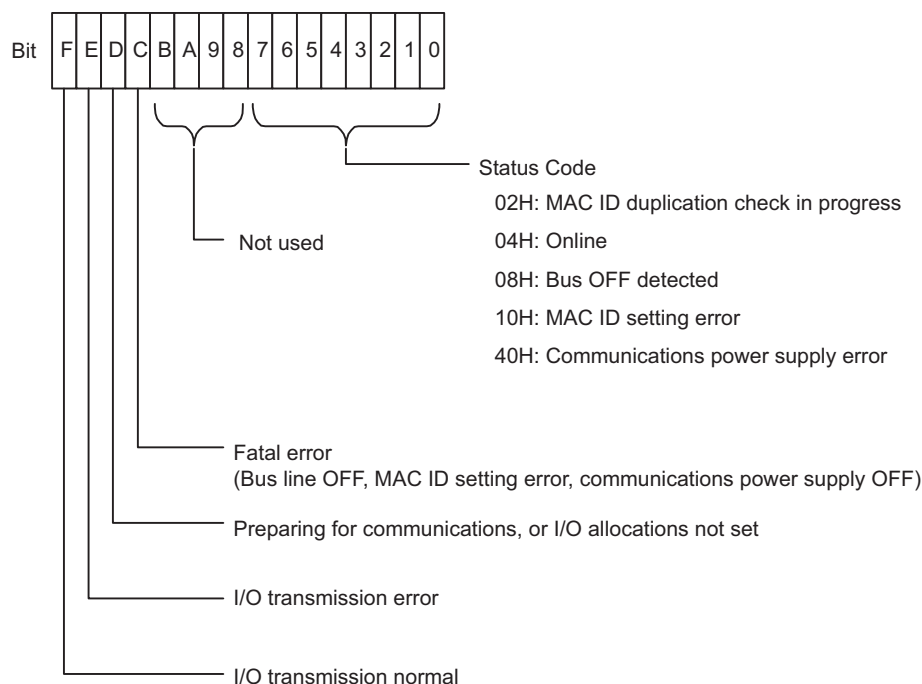 Bit F E D C B A 9 8 7 6 5 4 3 2 1 0
Status Code
02H: MAC ID duplication check in progress
Not used
04H: Online
08H: Bus OFF detected
10H: MAC ID setting error
40H: Communications power supply error
Fatal error
(Bus line OFF, MAC ID setting error, communications power supply OFF)
Preparing for communications, or I/O allocations not set
I/O transmission error
I/O transmission normal